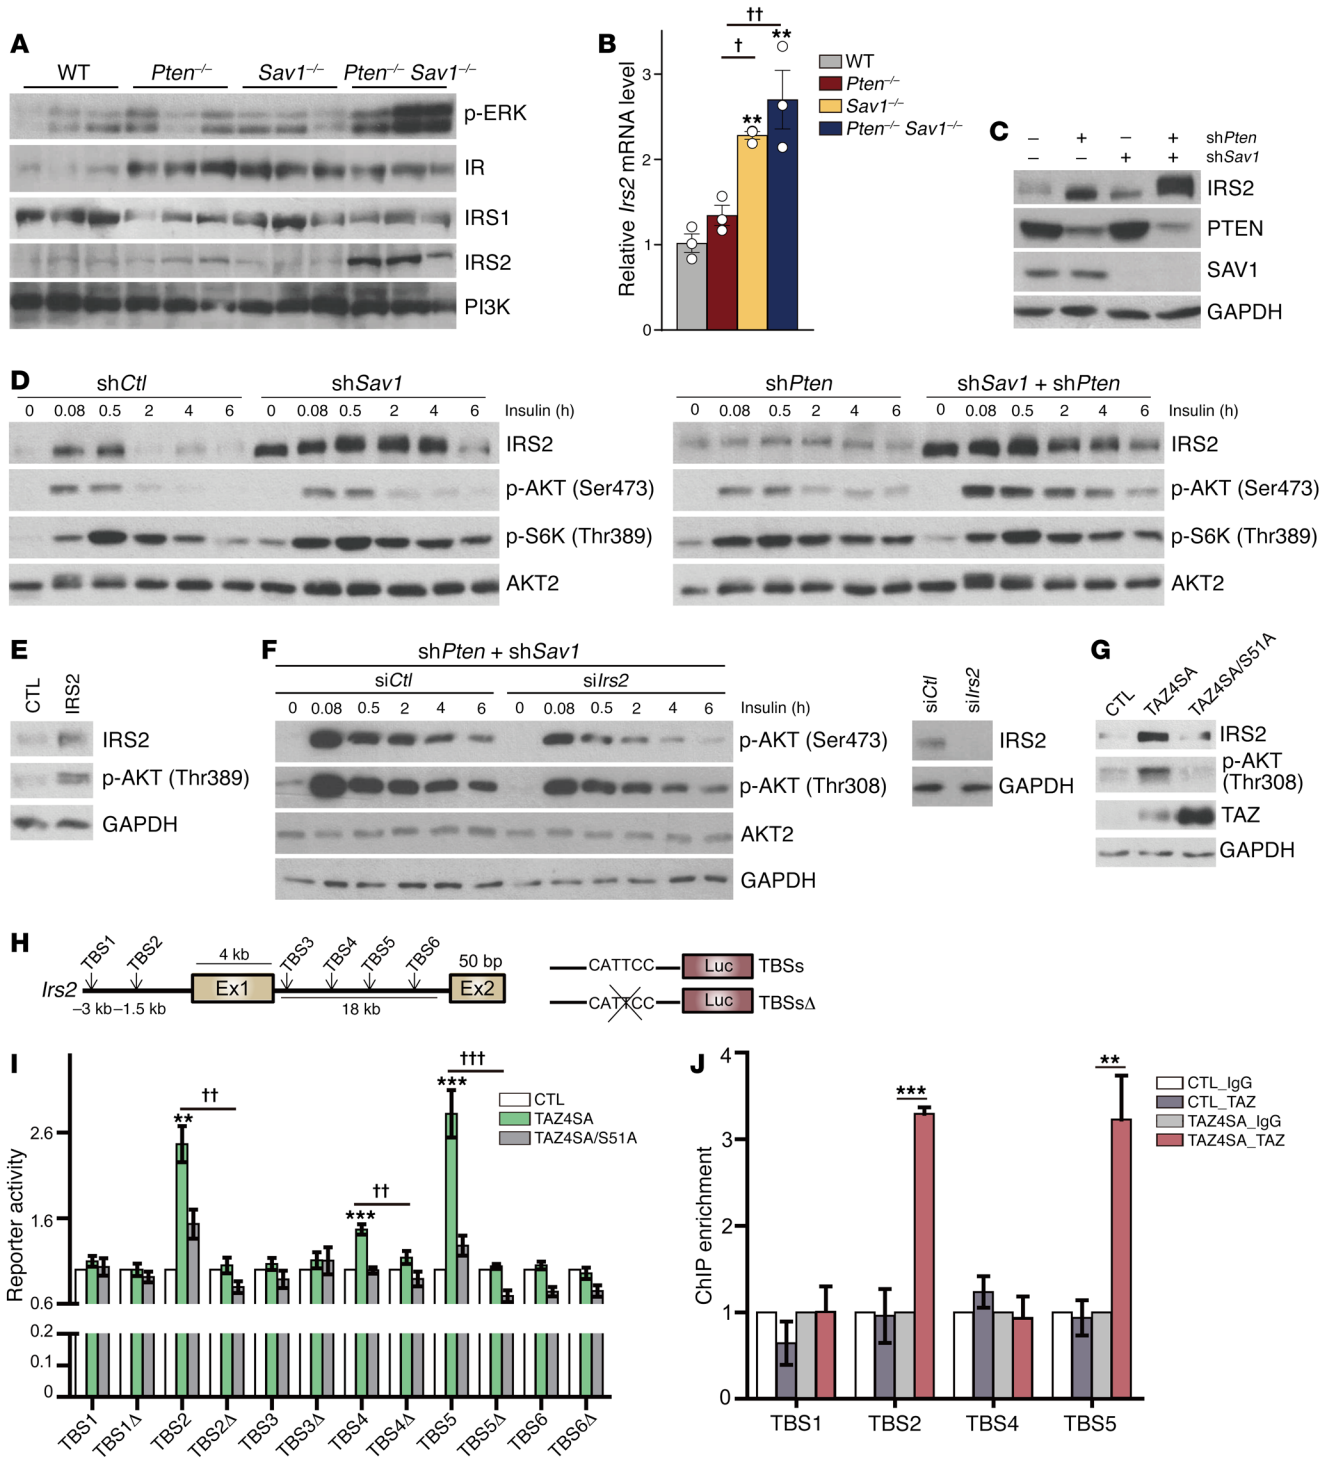 A
WT Pten–/– Sav1–/– Pten–/– Sav1–/–
p-ERK
IR
IRS1
IRS2
PI3K
B
Relative Irs2 mRNA level
3
2
1
0
††
†
**
**
WT
Pten–/–
Sav1–/–
Pten–/– Sav1–/–
C
– + – + shPten
– – + + shSav1
IRS2
PTEN
SAV1
GAPDH
D
shCtl shSav1
0 0.08 0.5 2 4 6 0 0.08 0.5 2 4 6 Insulin (h)
IRS2
p-AKT (Ser473)
p-S6K (Thr389)
AKT2
shPten shSav1 + shPten
0 0.08 0.5 2 4 6 0 0.08 0.5 2 4 6 Insulin (h)
IRS2
p-AKT (Ser473)
p-S6K (Thr389)
AKT2
E
CTL IRS2
IRS2
p-AKT (Thr389)
GAPDH
F
shPten + shSav1
siCtl siIrs2
0 0.08 0.5 2 4 6 0 0.08 0.5 2 4 6 Insulin (h)
p-AKT (Ser473)
p-AKT (Thr308)
AKT2
GAPDH
siCtl siIrs2
IRS2
GAPDH
G
CTL TAZ4SA TAZ4SA/S51A
IRS2
p-AKT
(Thr308)
TAZ
GAPDH
H
TBS1 TBS2 4 kb TBS3 TBS4 TBS5 TBS6 50 bp
Irs2 Ex1 Ex2
–3 kb –1.5 kb 18 kb
CATTCC Luc TBSs
CATTCC Luc TBSsΔ
I
Reporter activity
2.6
1.6
0.6
0.2
0.1
0
**
††
***
††
***
†††
CTL
TAZ4SA
TAZ4SA/S51A
TBS1 TBS1Δ TBS2 TBS2Δ TBS3 TBS3Δ TBS4 TBS4Δ TBS5 TBS5Δ TBS6 TBS6Δ
J
ChIP enrichment
4
3
2
1
0
***
**
CTL_IgG
CTL_TAZ
TAZ4SA_IgG
TAZ4SA_TAZ
TBS1 TBS2 TBS4 TBS5